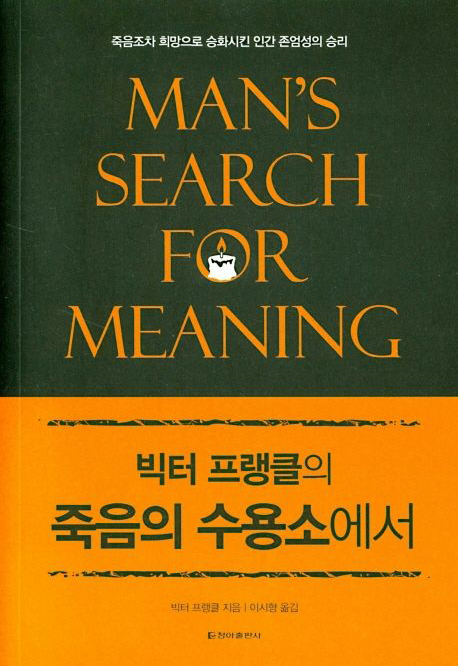 죽음조차 희망으로 승화시킨 인간 존엄성의 승리
MAN'S
SEARCH
FOR
MEANING
빅터 프랭클의
죽음의 수용소에서
빅터 프랭클 지음 | 이시형 옮김
청아출판사